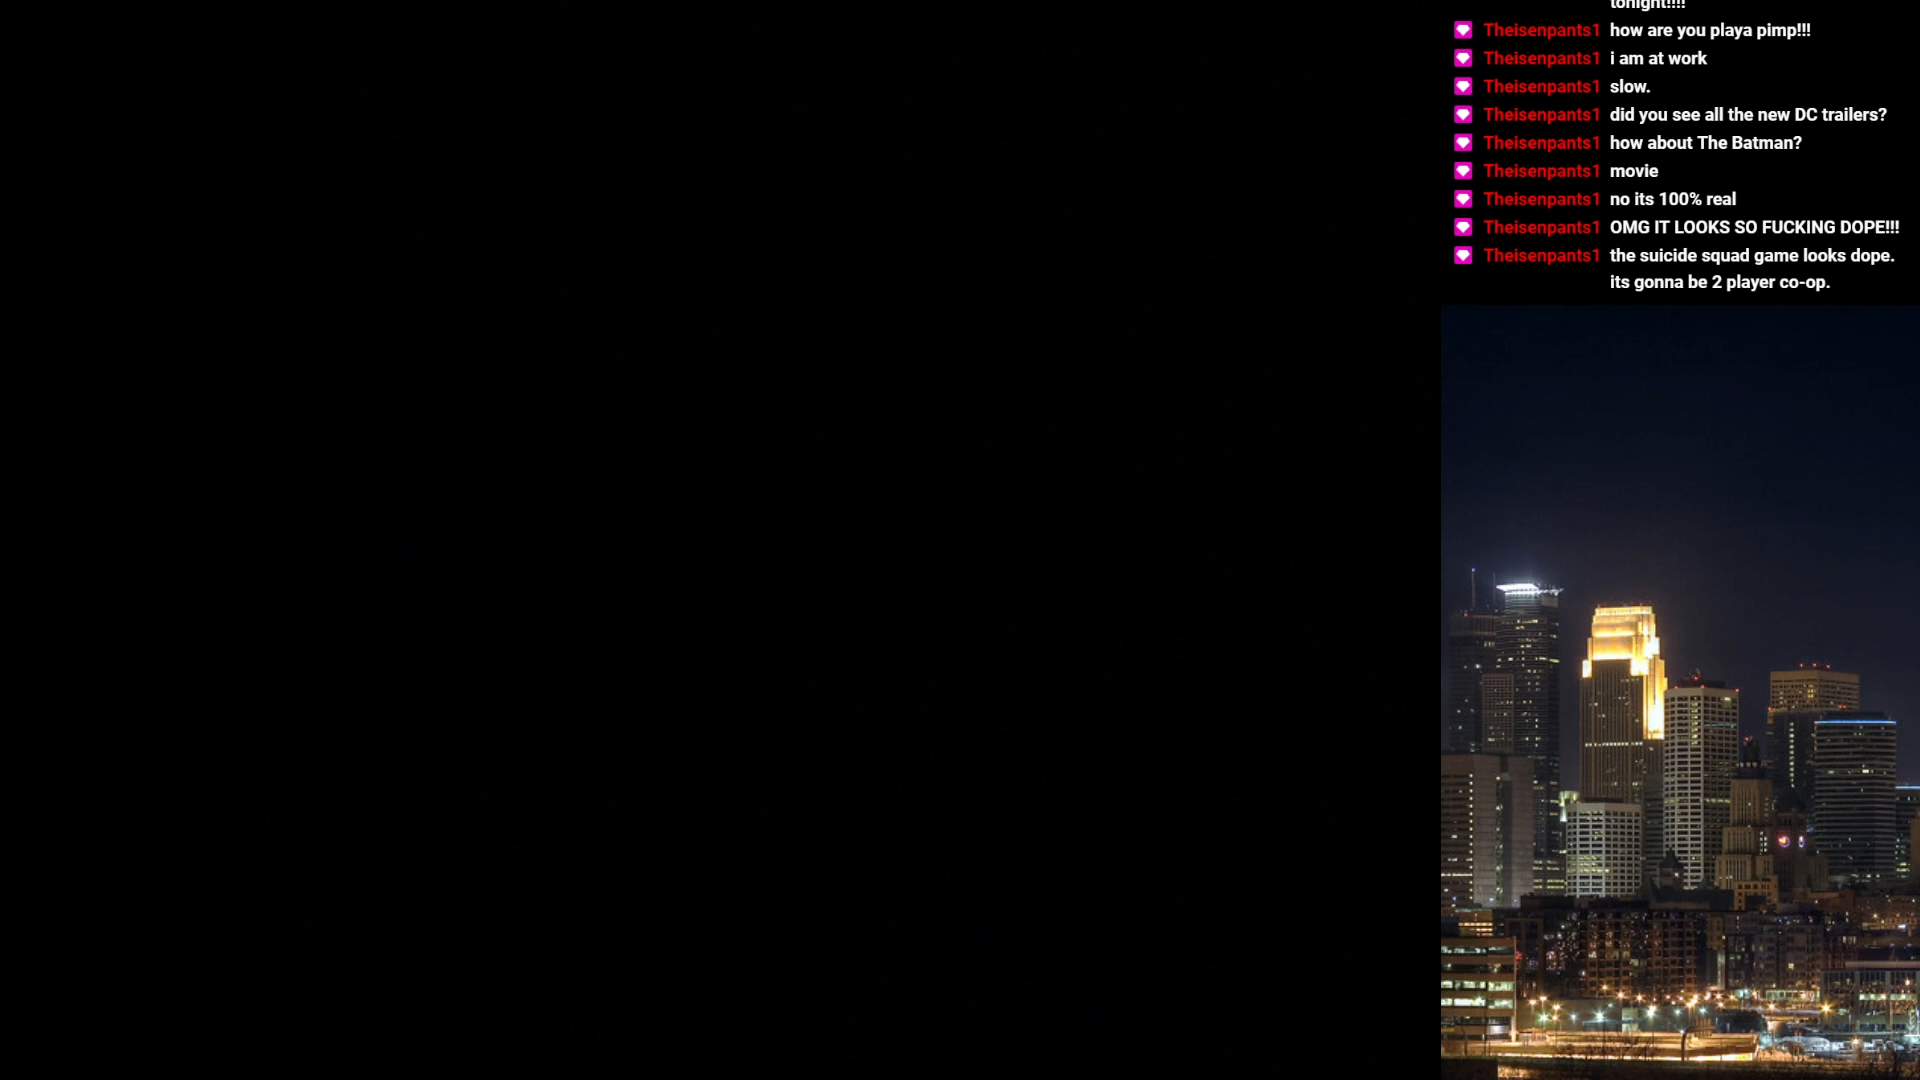 tonight!!!!
Theisenpants1 how are you playa pimp!!!
Theisenpants1 i am at work
Theisenpants1 slow.
Theisenpants1 did you see all the new DC trailers?
Theisenpants1 how about The Batman?
Theisenpants1 movie
Theisenpants1 no its 100% real
Theisenpants1 OMG IT LOOKS SO FUCKING DOPE!!!
Theisenpants1 the suicide squad game looks dope.
its gonna be 2 player co-op.